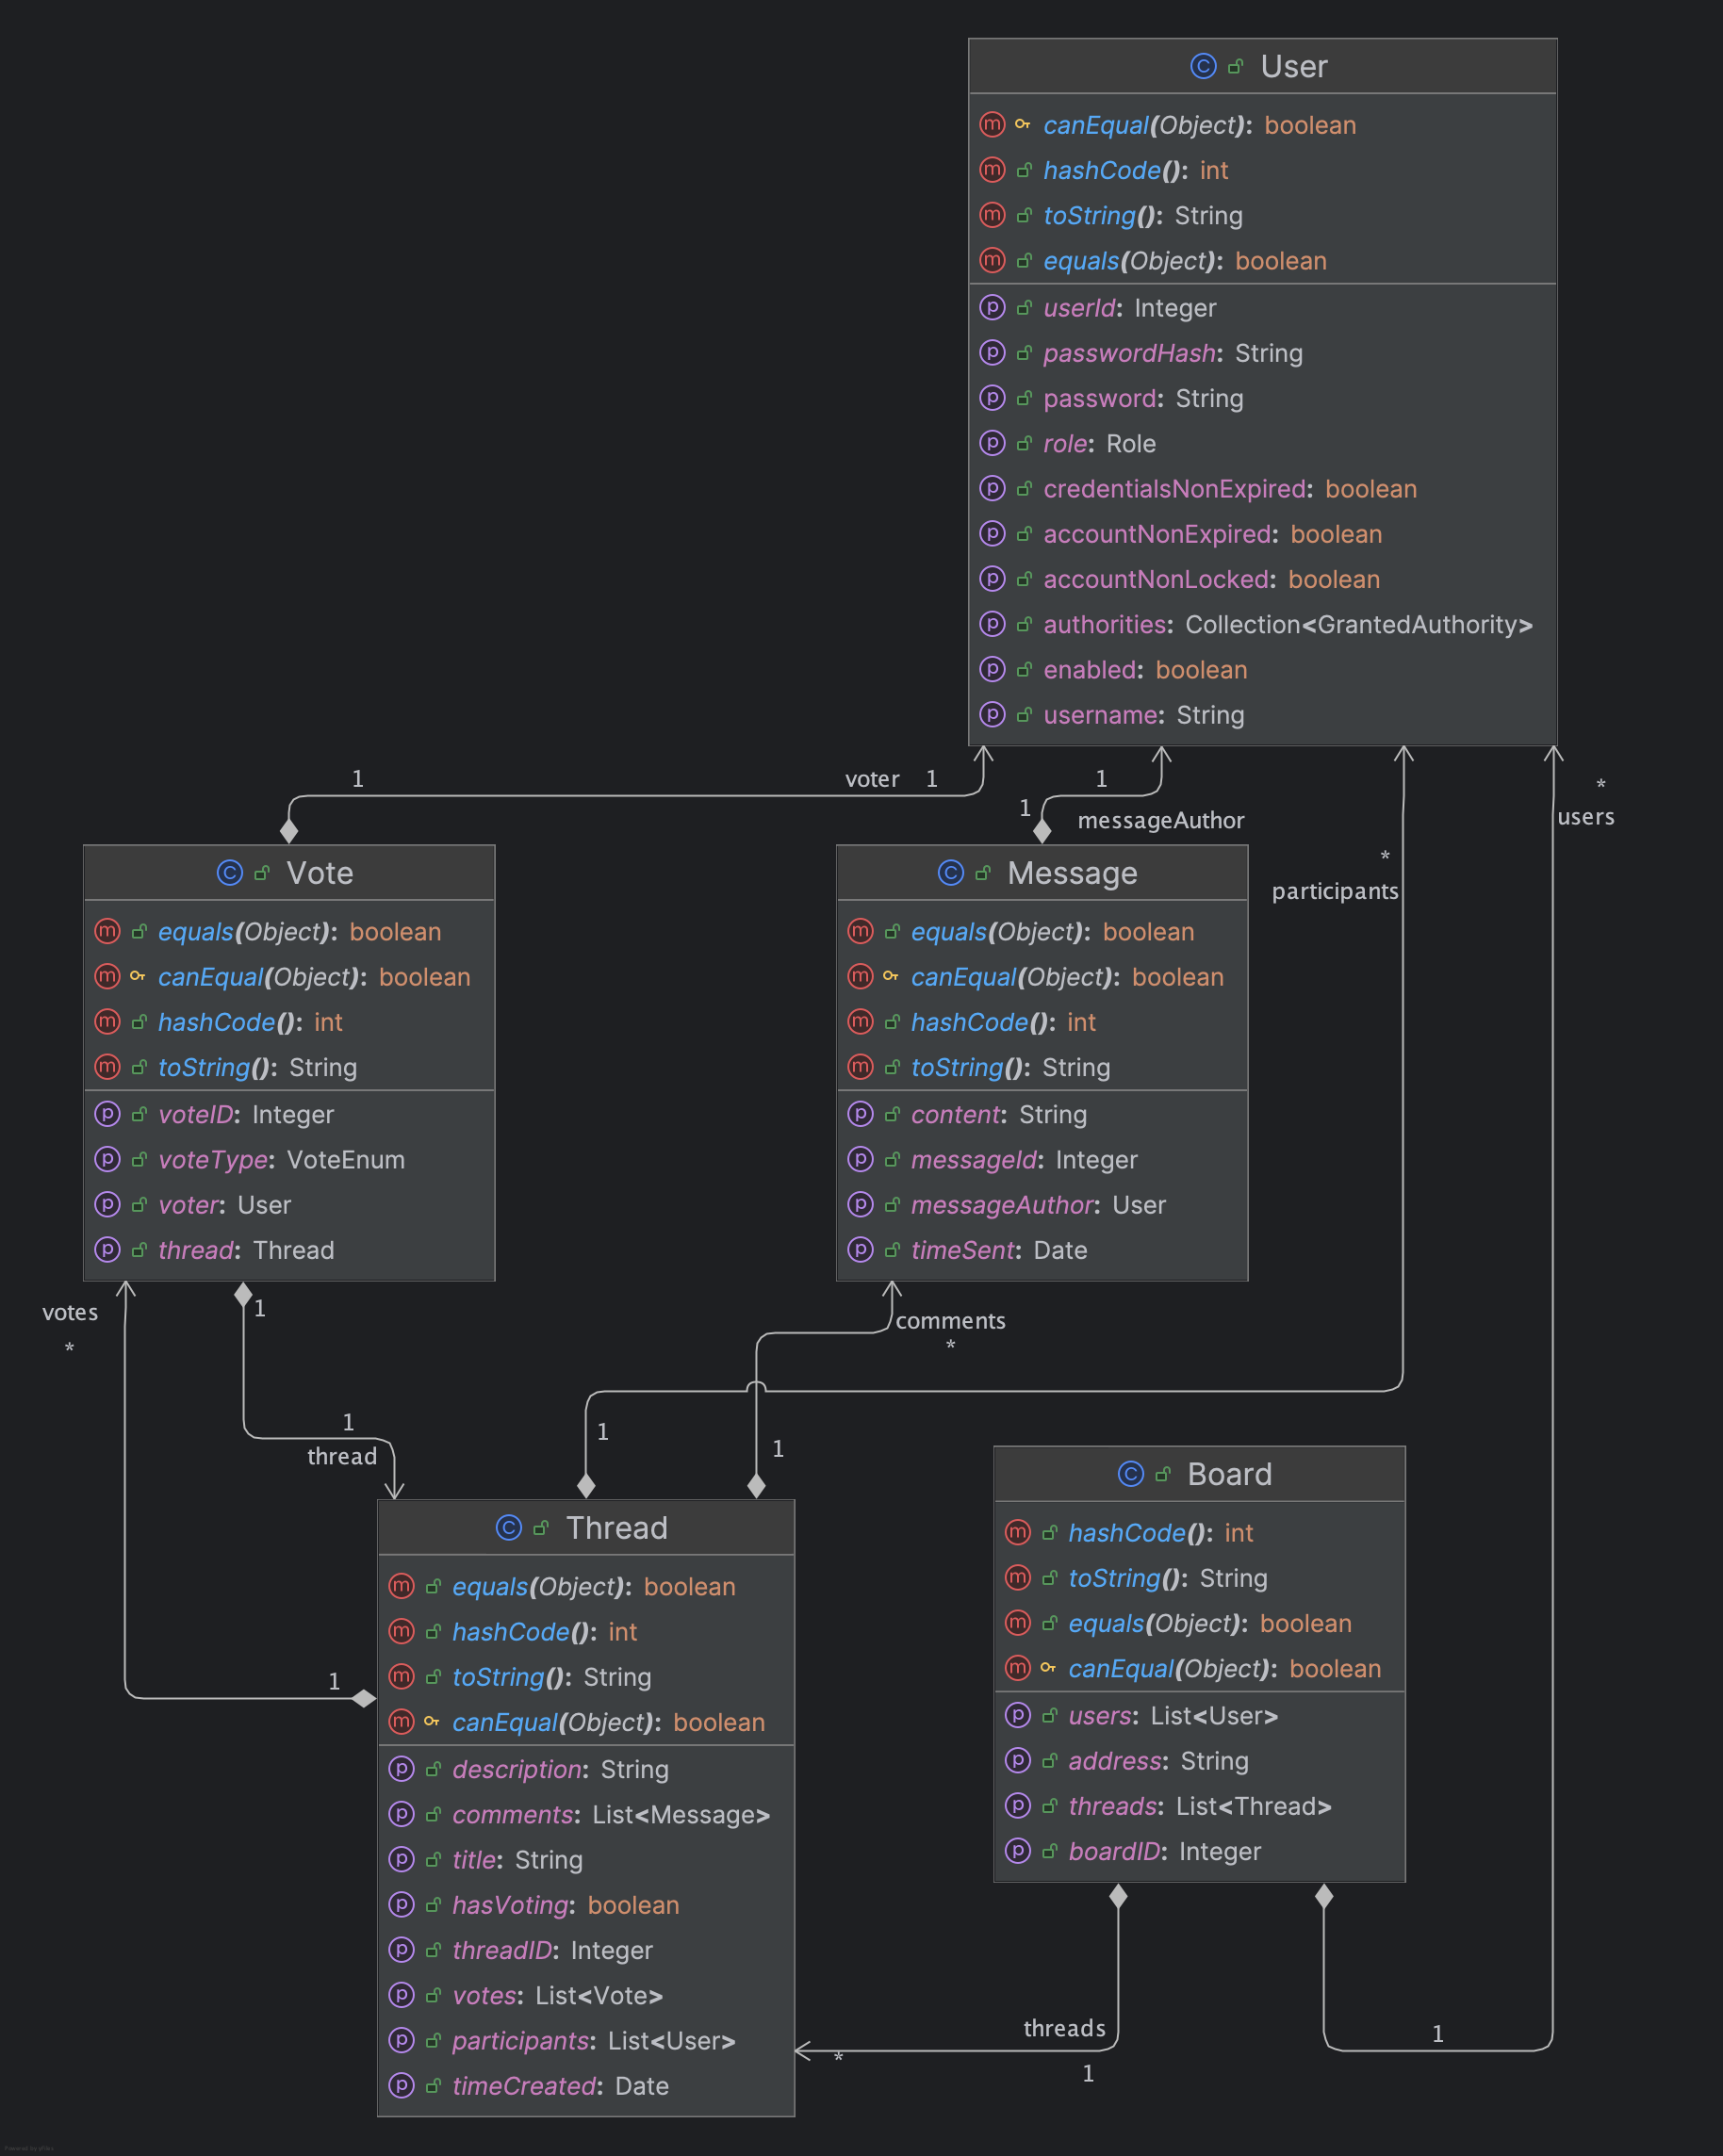 User
canEqual(Object): boolean
hashCode(): int
toString(): String
equals(Object): boolean
userId: Integer
passwordHash: String
password: String
role: Role
credentialsNonExpired: boolean
accountNonExpired: boolean
accountNonLocked: boolean
authorities: Collection<GrantedAuthority>
enabled: boolean
username: String
1
voter 1
1
1
messageAuthor
*
users
*
participants
Vote
equals(Object): boolean
canEqual(Object): boolean
hashCode(): int
toString(): String
voteID: Integer
voteType: VoteEnum
voter: User
thread: Thread
Message
equals(Object): boolean
canEqual(Object): boolean
hashCode(): int
toString(): String
content: String
messageId: Integer
messageAuthor: User
timeSent: Date
votes
*
1
comments
*
1
thread
1
1
1
Thread
equals(Object): boolean
hashCode(): int
toString(): String
canEqual(Object): boolean
description: String
comments: List<Message>
title: String
hasVoting: boolean
threadID: Integer
votes: List<Vote>
participants: List<User>
timeCreated: Date
Board
hashCode(): int
toString(): String
equals(Object): boolean
canEqual(Object): boolean
users: List<User>
address: String
threads: List<Thread>
boardID: Integer
threads
*
1
1
Powered by yFiles